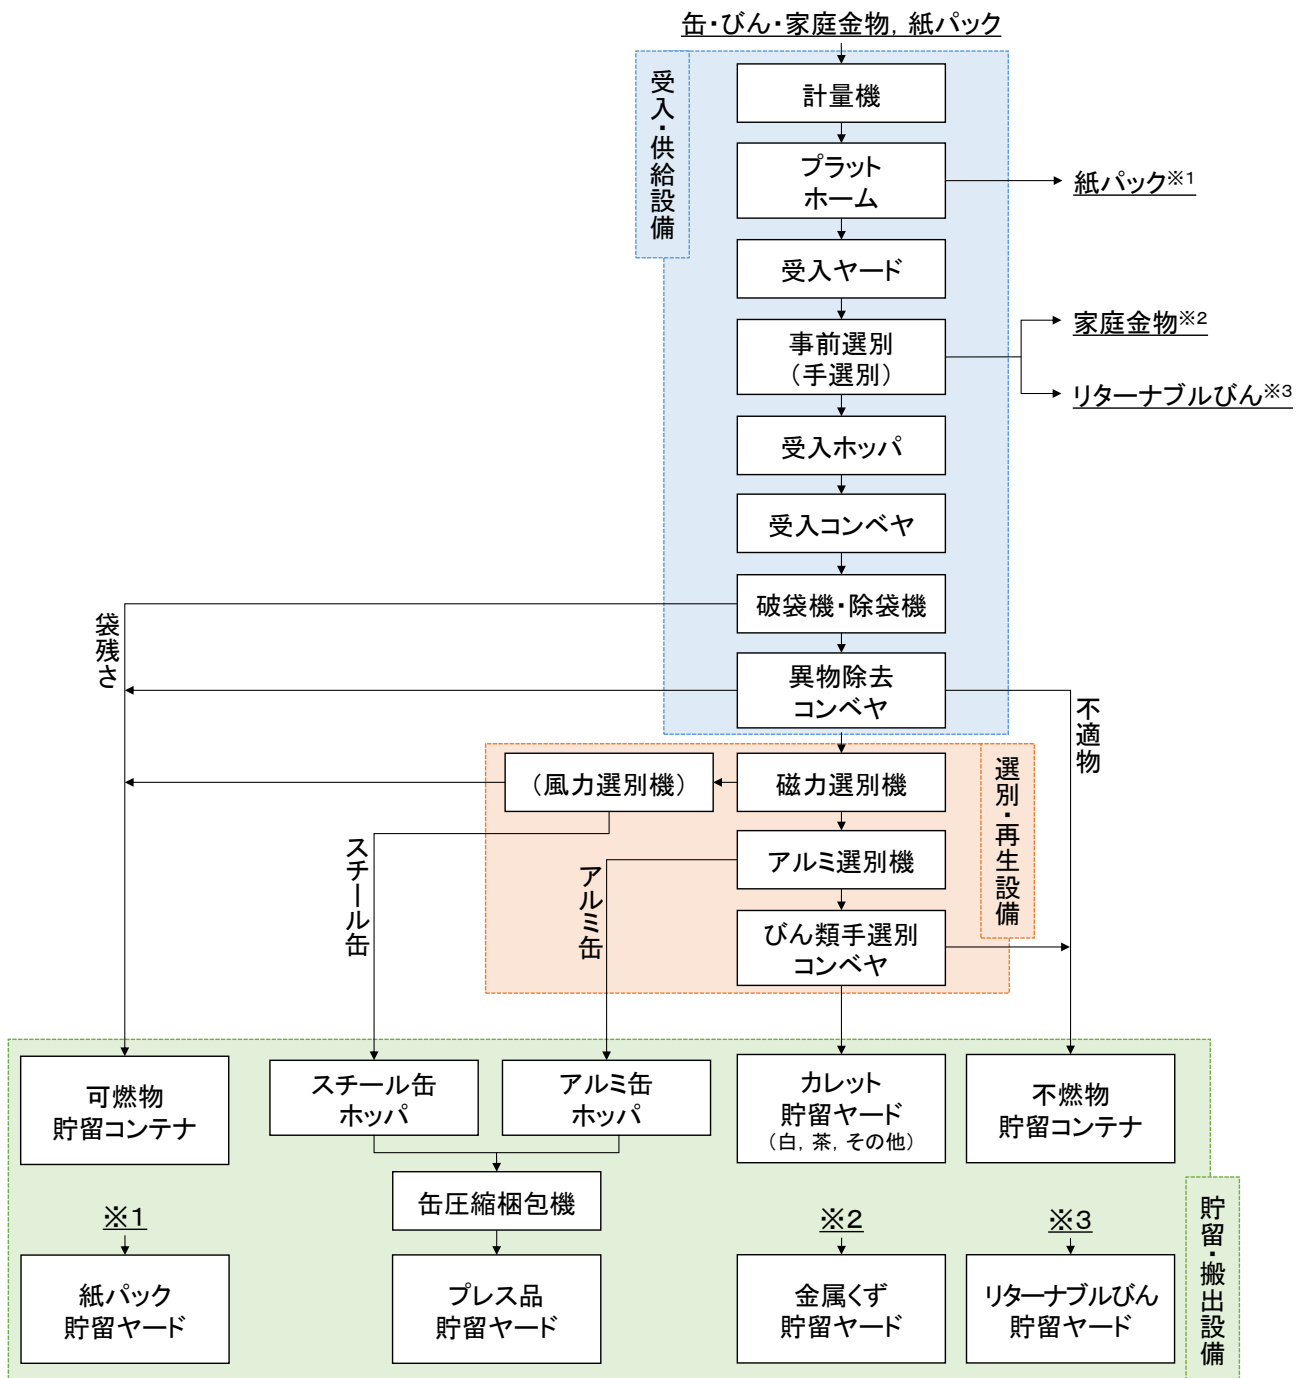 缶・びん・家庭金物, 紙パック
受入・供給設備
計量機
プラット
ホーム
紙パック※1
受入ヤード
事前選別
（手選別）
家庭金物※2
リターナブルびん※3
受入ホッパ
受入コンベヤ
破袋機・除袋機
袋残さ
異物除去
コンベヤ
不適物
選別・再生設備
（風力選別機）
磁力選別機
スチール缶
アルミ缶
アルミ選別機
びん類手選別
コンベヤ
可燃物
貯留コンテナ
スチール缶
ホッパ
アルミ缶
ホッパ
カレット
貯留ヤード
（白, 茶, その他）
不燃物
貯留コンテナ
缶圧縮梱包機
貯留・搬出設備
※1
※2
※3
紙パック
貯留ヤード
プレス品
貯留ヤード
金属くず
貯留ヤード
リターナブルびん
貯留ヤード